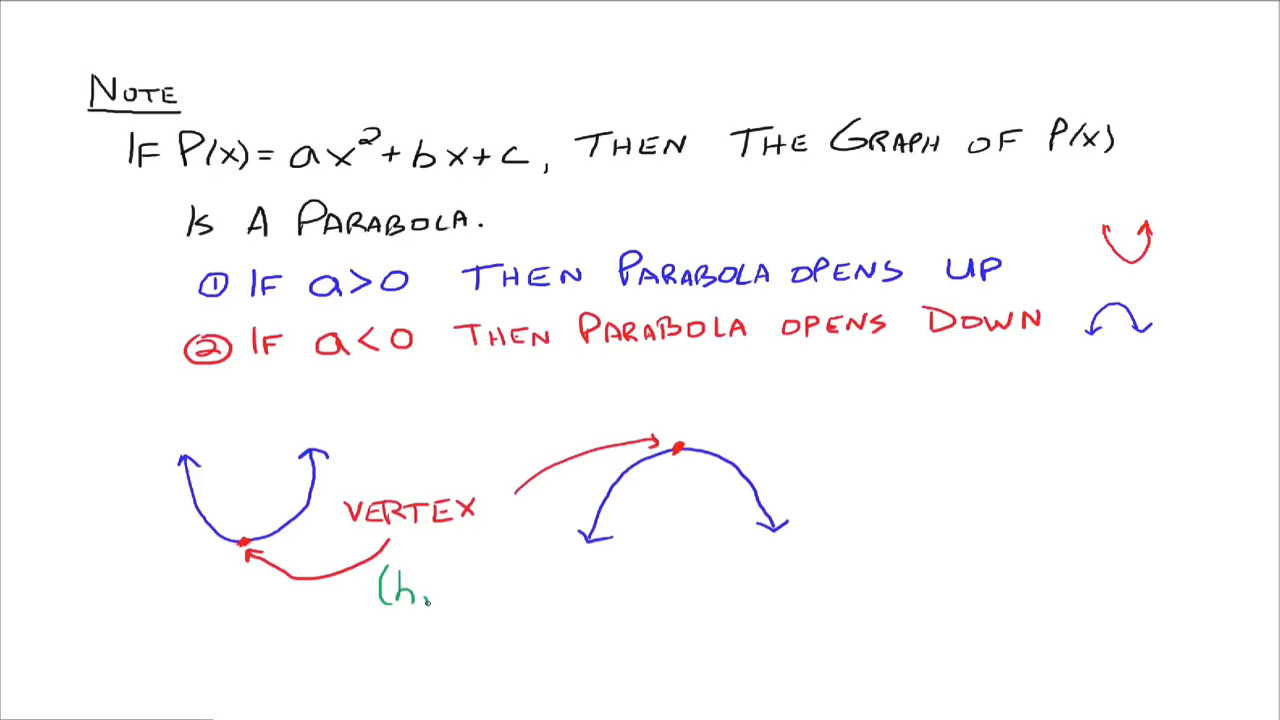 NOTE
IF P(x) = ax²+bx+c, THEN THE GRAPH OF P(x)
IS A PARABOLA.
① IF a>0 THEN PARABOLA OPENS UP
② IF a<0 THEN PARABOLA OPENS DOWN
VERTEX
(h,